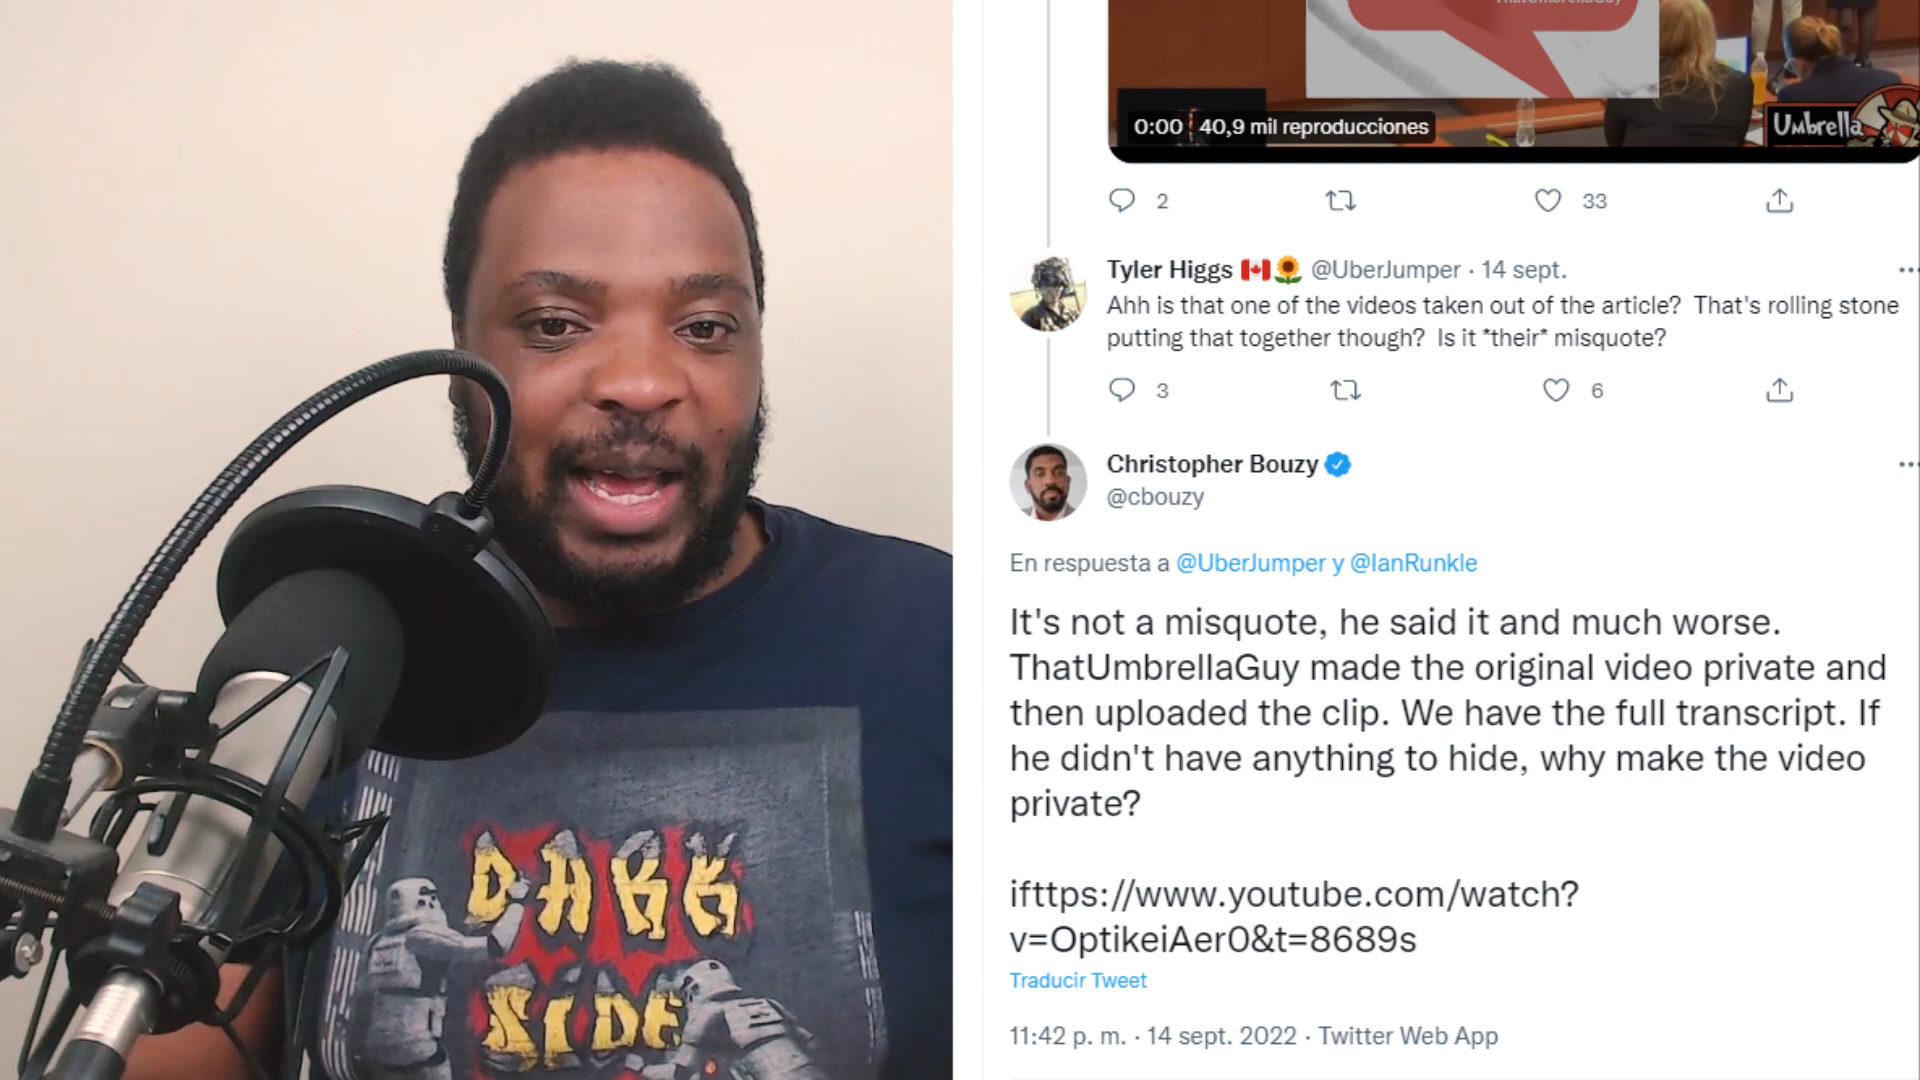 0:00 40,9 mil reproducciones
Umbrella
2 33
Tyler Higgs @UberJumper · 14 sept.
Ahh is that one of the videos taken out of the article? That's rolling stone
putting that together though? Is it *their* misquote?
3 6
Christopher Bouzy
@cbouzy
En respuesta a @UberJumper y @IanRunkle
It's not a misquote, he said it and much worse.
ThatUmbrellaGuy made the original video private and
then uploaded the clip. We have the full transcript. If
he didn't have anything to hide, why make the video
private?
ifttps://www.youtube.com/watch?
v=OptikeiAer0&t=8689s
Traducir Tweet
11:42 p. m. · 14 sept. 2022 · Twitter Web App
DARK
SIDE